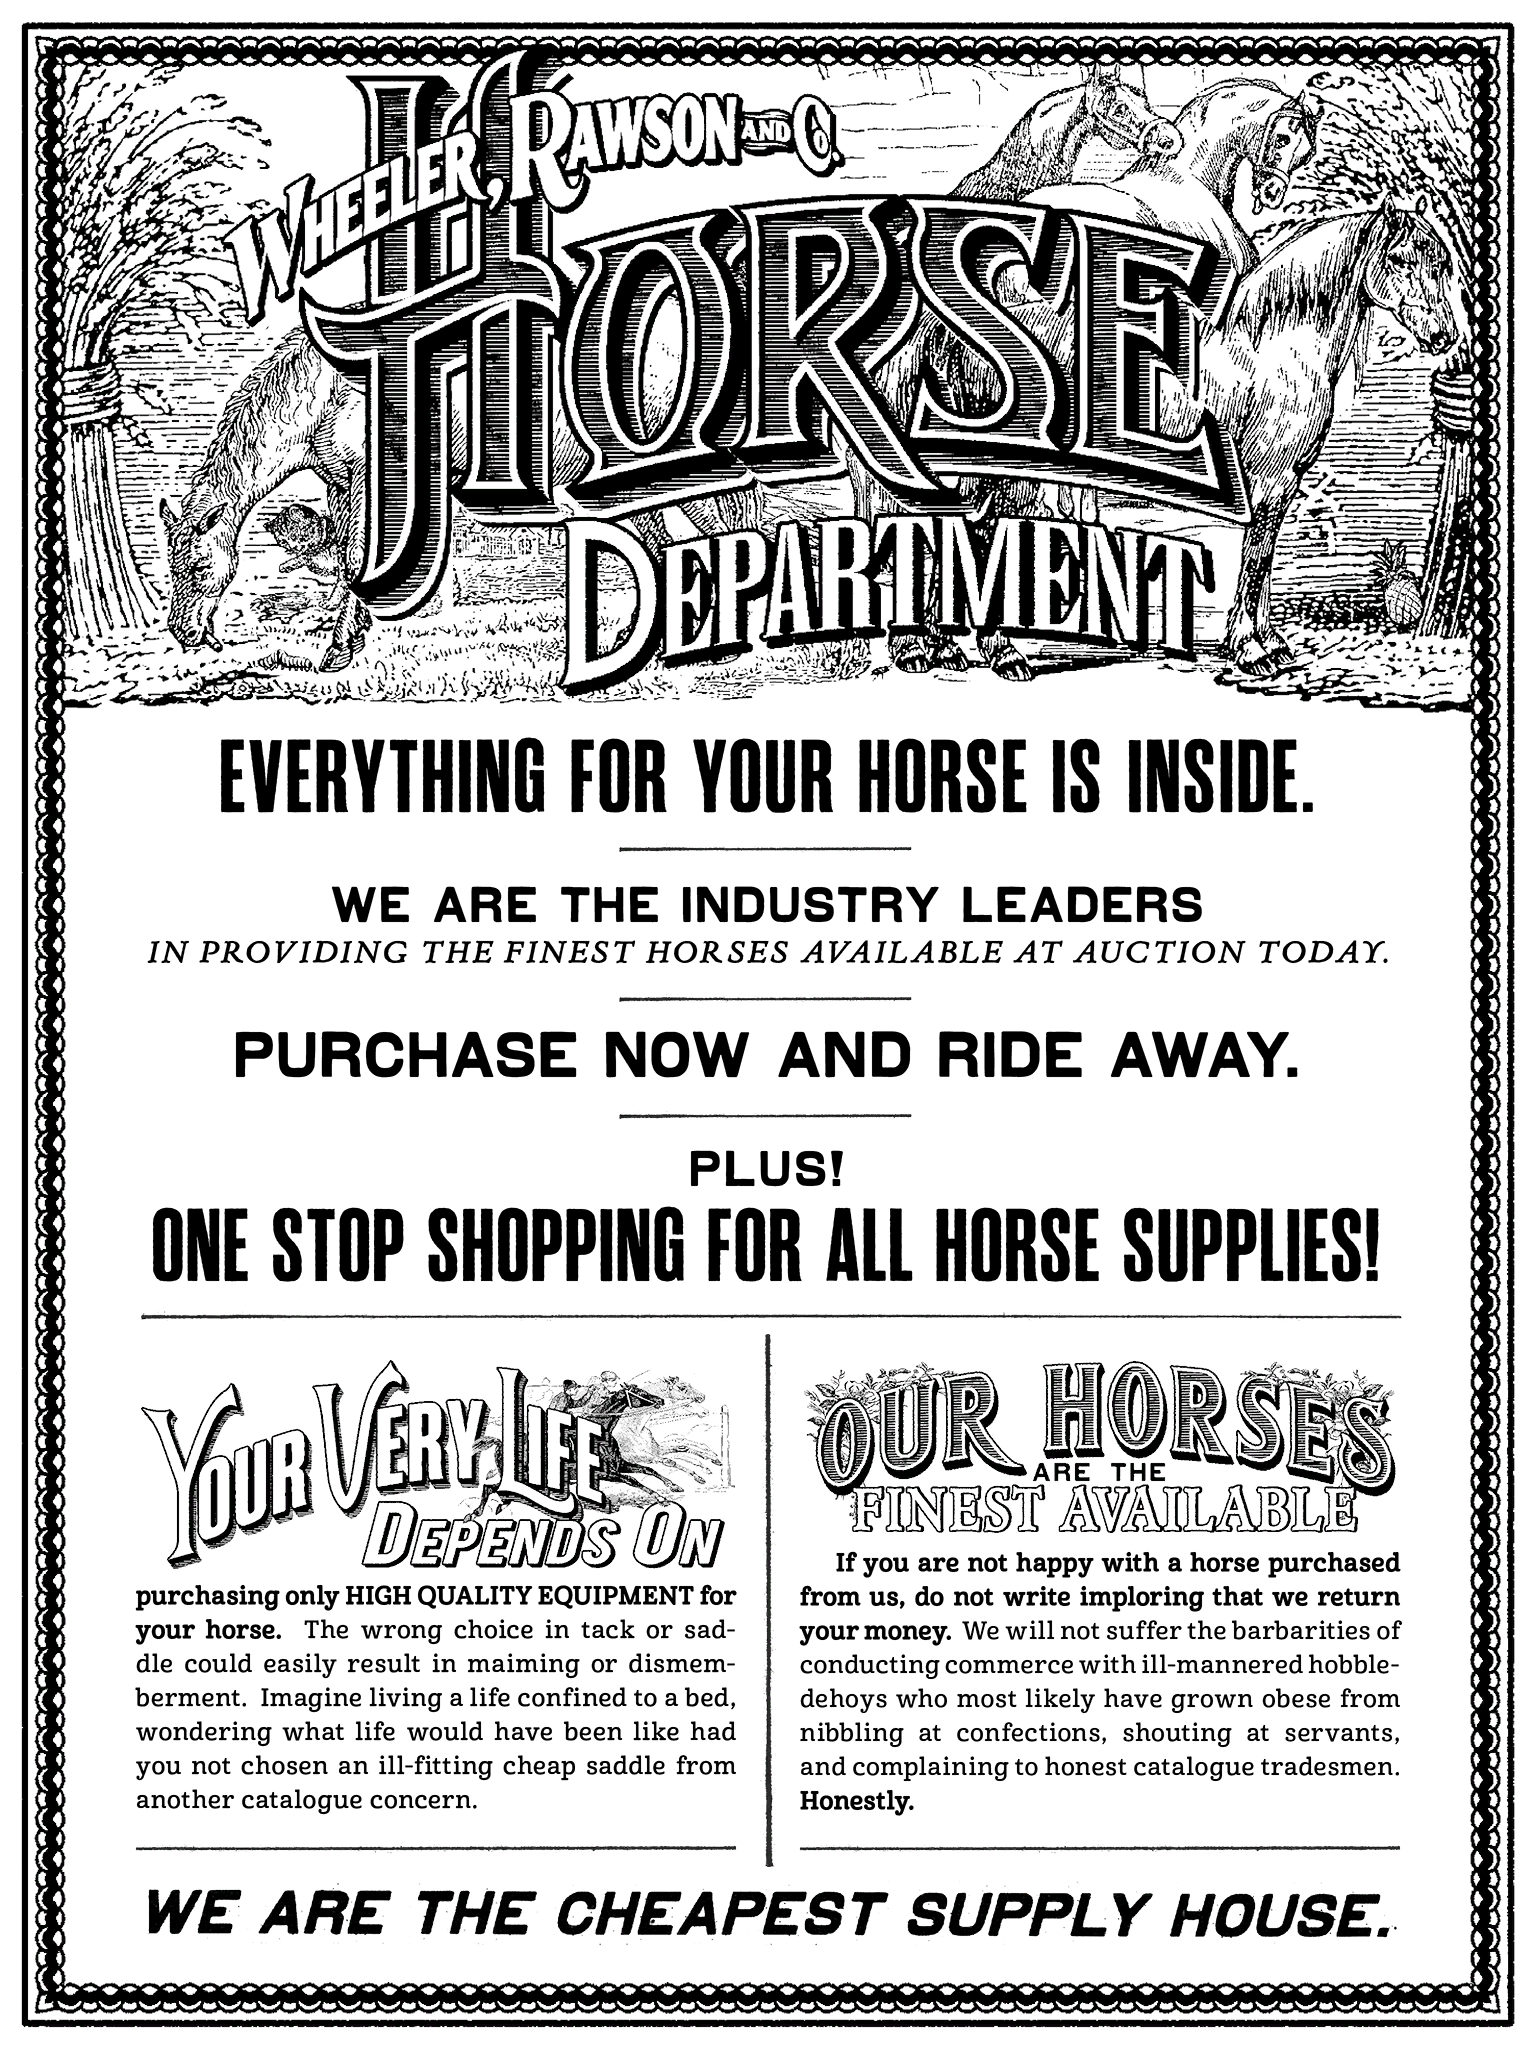 WHEELER, RAWSON AND CO.
HORSE
DEPARTMENT
EVERYTHING FOR YOUR HORSE IS INSIDE.
WE ARE THE INDUSTRY LEADERS
IN PROVIDING THE FINEST HORSES AVAILABLE AT AUCTION TODAY.
PURCHASE NOW AND RIDE AWAY.
PLUS!
ONE STOP SHOPPING FOR ALL HORSE SUPPLIES!
YOUR VERY LIFE
DEPENDS ON
purchasing only HIGH QUALITY EQUIPMENT for
your horse. The wrong choice in tack or sad-
dle could easily result in maiming or dismem-
berment. Imagine living a life confined to a bed,
wondering what life would have been like had
you not chosen an ill-fitting cheap saddle from
another catalogue concern.
OUR HORSES
ARE THE
FINEST AVAILABLE
If you are not happy with a horse purchased
from us, do not write imploring that we return
your money. We will not suffer the barbarities of
conducting commerce with ill-mannered hobble-
dehoys who most likely have grown obese from
nibbling at confections, shouting at servants,
and complaining to honest catalogue tradesmen.
Honestly.
WE ARE THE CHEAPEST SUPPLY HOUSE.